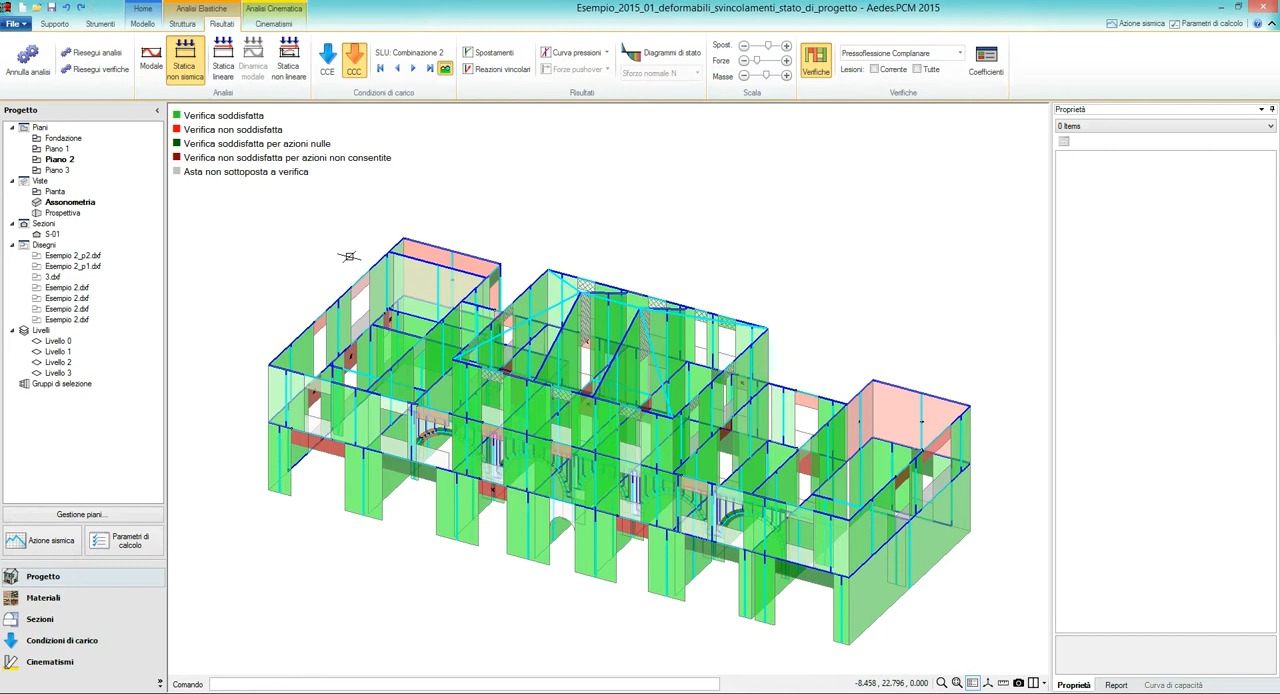 Esempio_2015_01_deformabili_svincolamenti_stato_di_progetto - Aedes.PCM 2015
Home
Analisi Elastiche
Analisi Cinematica
File
Supporto
Strumenti
Modello
Struttura
Risultati
Cinematismi
Azione sismica
Parametri di calcolo
Annulla analisi
Riesegui analisi
Riesegui verifiche
Modale
Statica non sismica
Statica lineare
Dinamica modale
Statica non lineare
Analisi
CCE
CCC
SLU: Combinazione 2
Condizioni di carico
Spostamenti
Reazioni vincolari
Curva pressioni
Inviluppo pushover
Diagrammi di stato
Sforzo normale N
Risultati
Spost.
Forze
Masse
Scala
Verifiche
Pressoflessione Complanare
Lesioni:
Corrente
Tutte
Coefficienti
Verifiche
Progetto
Piani
Fondazione
Piano 1
Piano 2
Piano 3
Viste
Pianta
Assonometria
Prospettiva
Sezioni
S-01
Disegni
Esempio 2_p2.dxf
Esempio 2_p1.dxf
3.dxf
Esempio 2.dxf
Esempio 2.dxf
Esempio 2.dxf
Esempio 2.dxf
Livelli
Livello 0
Livello 1
Livello 2
Livello 3
Gruppi di selezione
Gestione piani...
Azione sismica
Parametri di calcolo
Progetto
Materiali
Sezioni
Condizioni di carico
Cinematismi
Verifica soddisfatta
Verifica non soddisfatta
Verifica soddisfatta per azioni nulle
Verifica non soddisfatta per azioni non consentite
Asta non sottoposta a verifica
Comando
-8.458, 22.796, 0.000
Proprietà
0 Items
Proprietà
Report
Curva di capacità